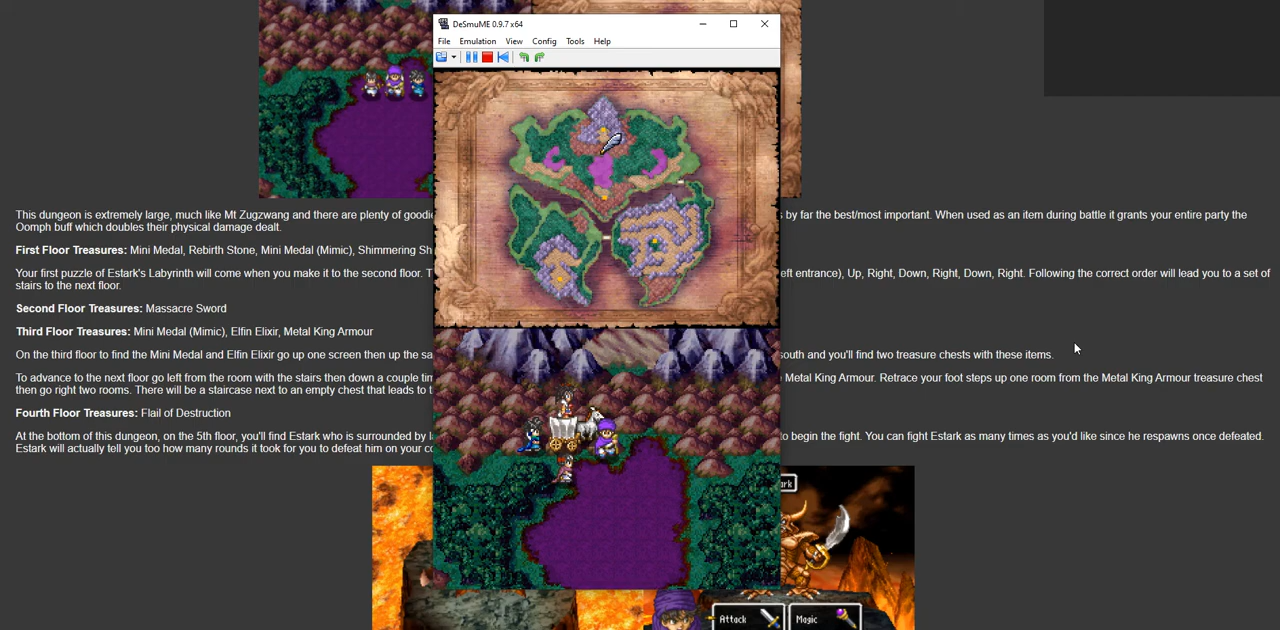 DeSmuME 0.9.7 x64
File Emulation View Config Tools Help
This dungeon is extremely large, much like Mt Zugzwang and there are plenty of goodie
s by far the best/most important. When used as an item during battle it grants your entire party the
Oomph buff which doubles their physical damage dealt.
First Floor Treasures: Mini Medal, Rebirth Stone, Mini Medal (Mimic), Shimmering Sh
Your first puzzle of Estark's Labyrinth will come when you make it to the second floor. T
eft entrance), Up, Right, Down, Right, Down, Right. Following the correct order will lead you to a set of
stairs to the next floor.
Second Floor Treasures: Massacre Sword
Third Floor Treasures: Mini Medal (Mimic), Elfin Elixir, Metal King Armour
On the third floor to find the Mini Medal and Elfin Elixir go up one screen then up the sa
south and you'll find two treasure chests with these items.
To advance to the next floor go left from the room with the stairs then down a couple tim
Metal King Armour. Retrace your foot steps up one room from the Metal King Armour treasure chest
then go right two rooms. There will be a staircase next to an empty chest that leads to t
Fourth Floor Treasures: Flail of Destruction
At the bottom of this dungeon, on the 5th floor, you'll find Estark who is surrounded by l
to begin the fight. You can fight Estark as many times as you'd like since he respawns once defeated.
Estark will actually tell you too how many rounds it took for you to defeat him on your co
ark
Attack Magic